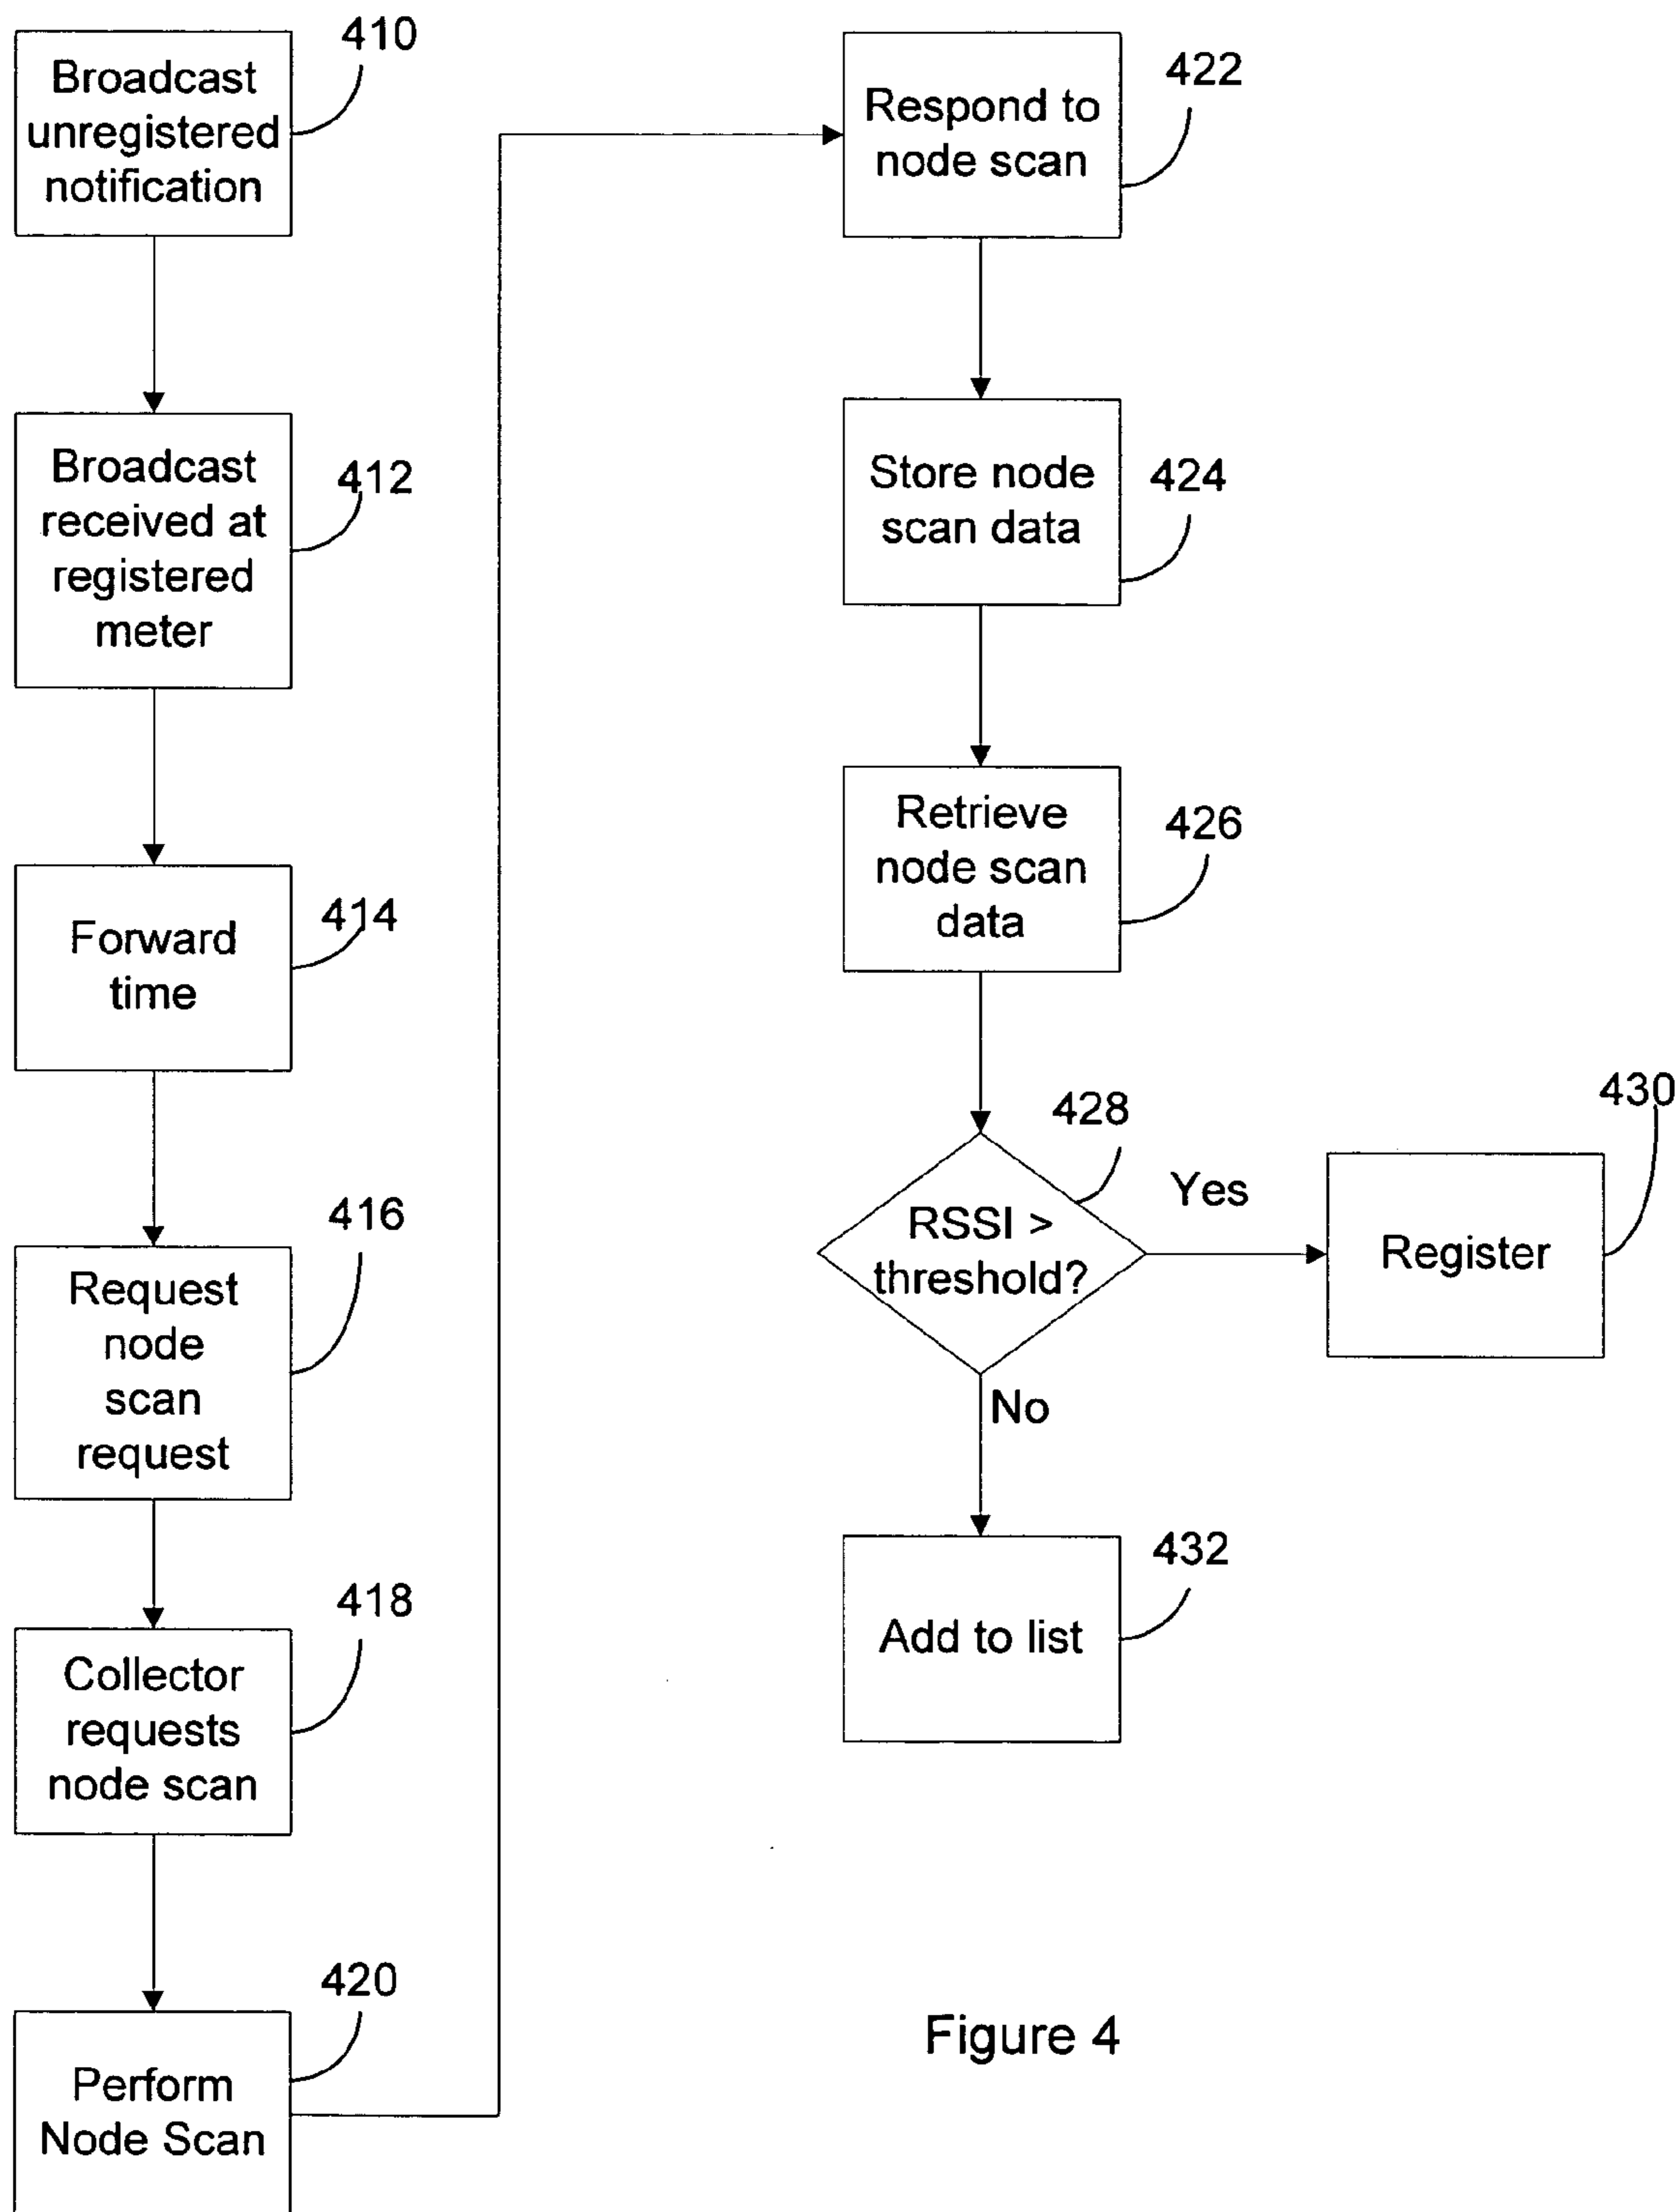 410
Broadcast
unregistered
notification
412
Broadcast
received at
registered
meter
414
Forward
time
416
Request
node
scan
request
418
Collector
requests
node scan
420
Perform
Node Scan
422
Respond to
node scan
424
Store node
scan data
426
Retrieve
node scan
data
428
RSSI >
threshold?
Yes
430
Register
No
432
Add to list
Figure 4